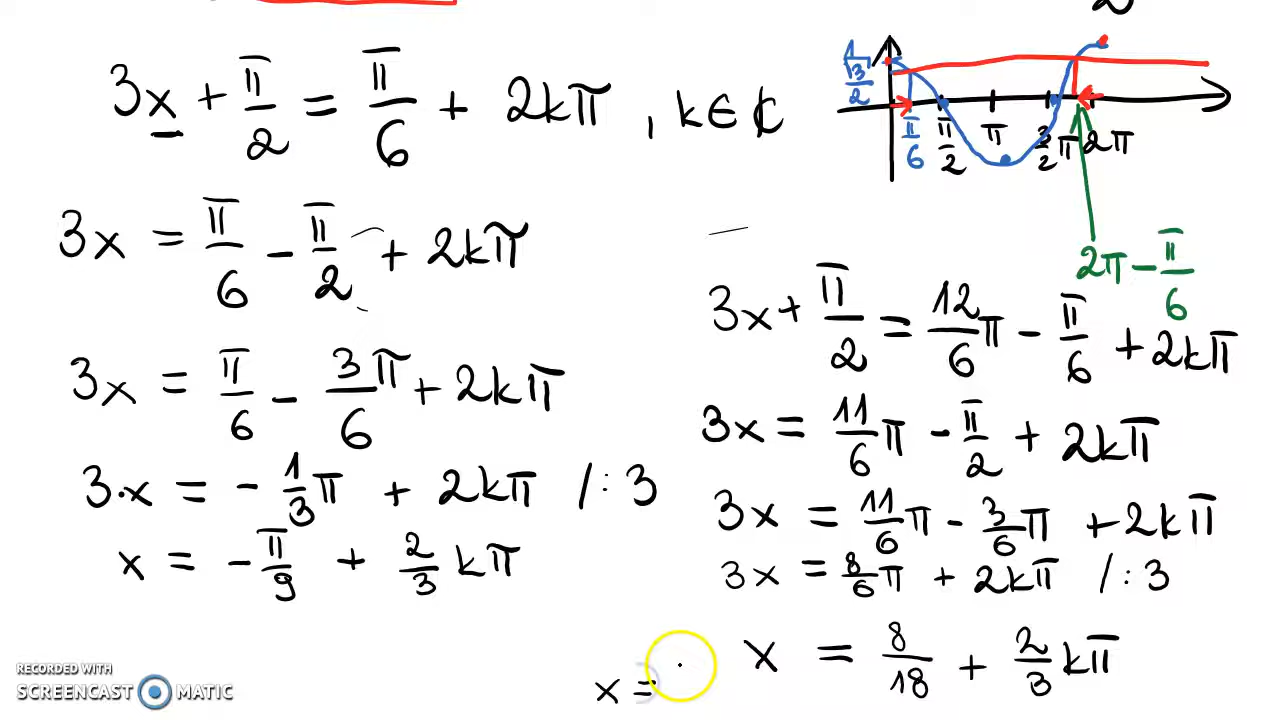 3x + π/2 = π/6 + 2kπ , k ∈ ℂ
3x = π/6 - π/2 + 2kπ
3x = π/6 - 3/6 π + 2kπ
3·x = - 1/3 π + 2kπ /:3
x = - π/9 + 2/3 kπ
2
1
√3/2
π/6 π/2 π 3/2 π 2π
2π - π/6
3x + π/2 = 12/6 π - π/6 + 2kπ
3x = 11/6 π - π/2 + 2kπ
3x = 11/6 π - 3/6 π + 2kπ
3x = 8/6 π + 2kπ /:3
x = 8/18 + 2/3 kπ
x =
RECORDED WITH
SCREENCAST MATIC